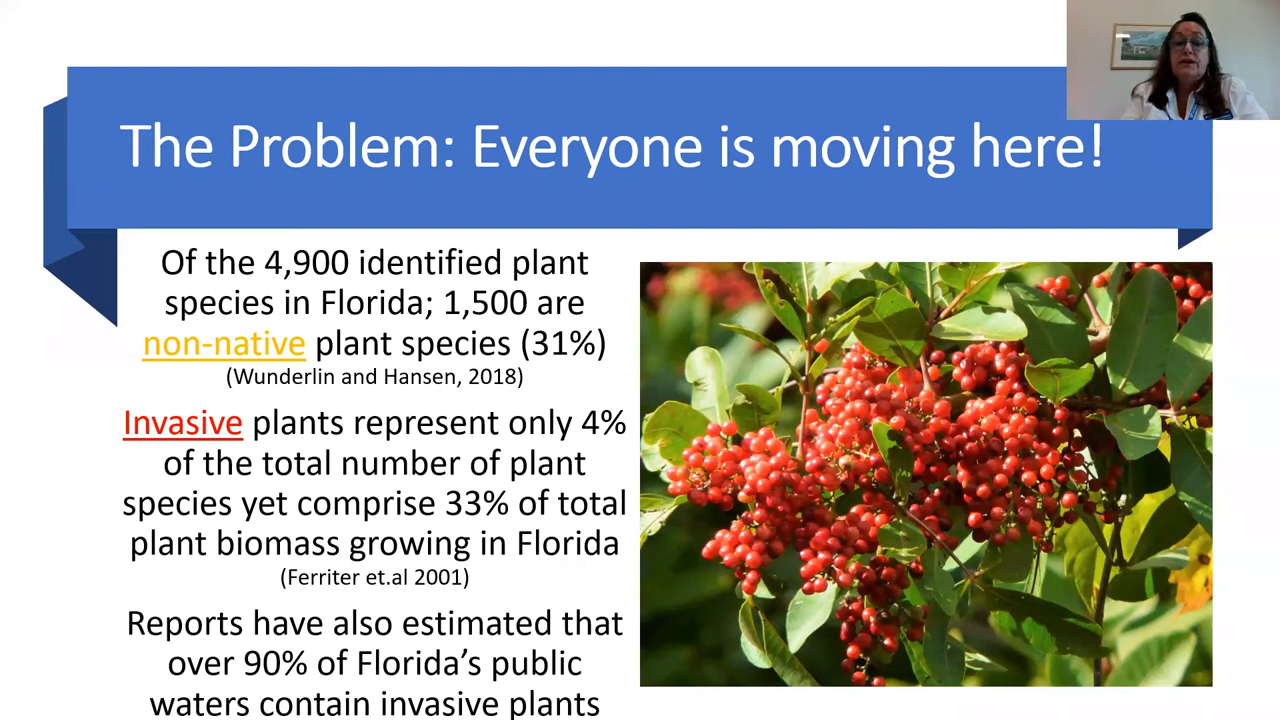 The Problem: Everyone is moving here!
Of the 4,900 identified plant
species in Florida; 1,500 are
non-native plant species (31%)
(Wunderlin and Hansen, 2018)
Invasive plants represent only 4%
of the total number of plant
species yet comprise 33% of total
plant biomass growing in Florida
(Ferriter et.al 2001)
Reports have also estimated that
over 90% of Florida’s public
waters contain invasive plants